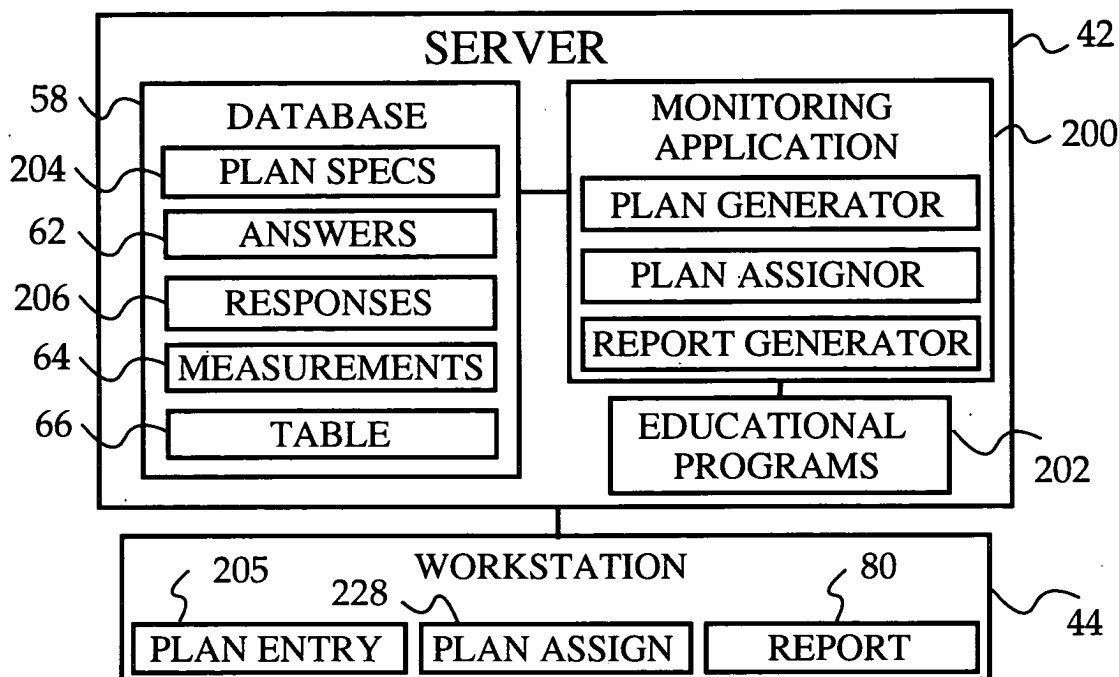 SERVER
42
58
DATABASE
204
PLAN SPECS
62
ANSWERS
206
RESPONSES
64
MEASUREMENTS
66
TABLE
MONITORING
APPLICATION
200
PLAN GENERATOR
PLAN ASSIGNOR
REPORT GENERATOR
EDUCATIONAL
PROGRAMS
202
WORKSTATION
44
205
PLAN ENTRY
228
PLAN ASSIGN
80
REPORT